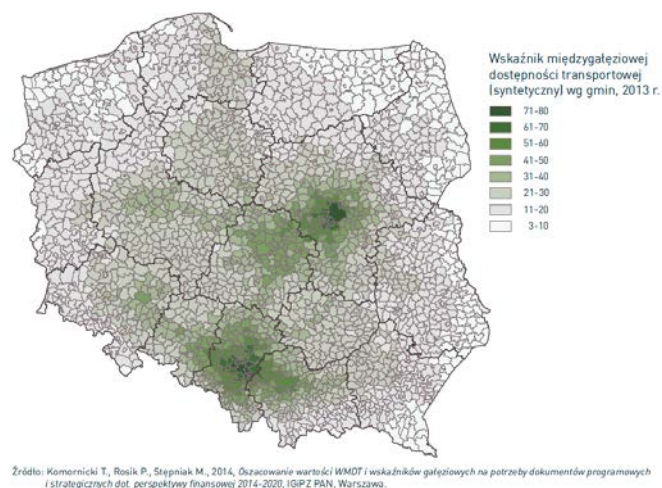 Wskaźnik międzygałęziowej
dostępności transportowej
(syntetyczny) wg gmin, 2013 r.
71-80
61-70
51-60
41-50
31-40
21-30
11-20
3-10
Źródło: Komornicki T., Rosik P., Stępniak M., 2014, Oszacowanie wartości WMDT i wskaźników gałęziowych na potrzeby dokumentów programowych
i strategicznych dot. perspektywy finansowej 2014-2020, IGiPZ PAN, Warszawa.